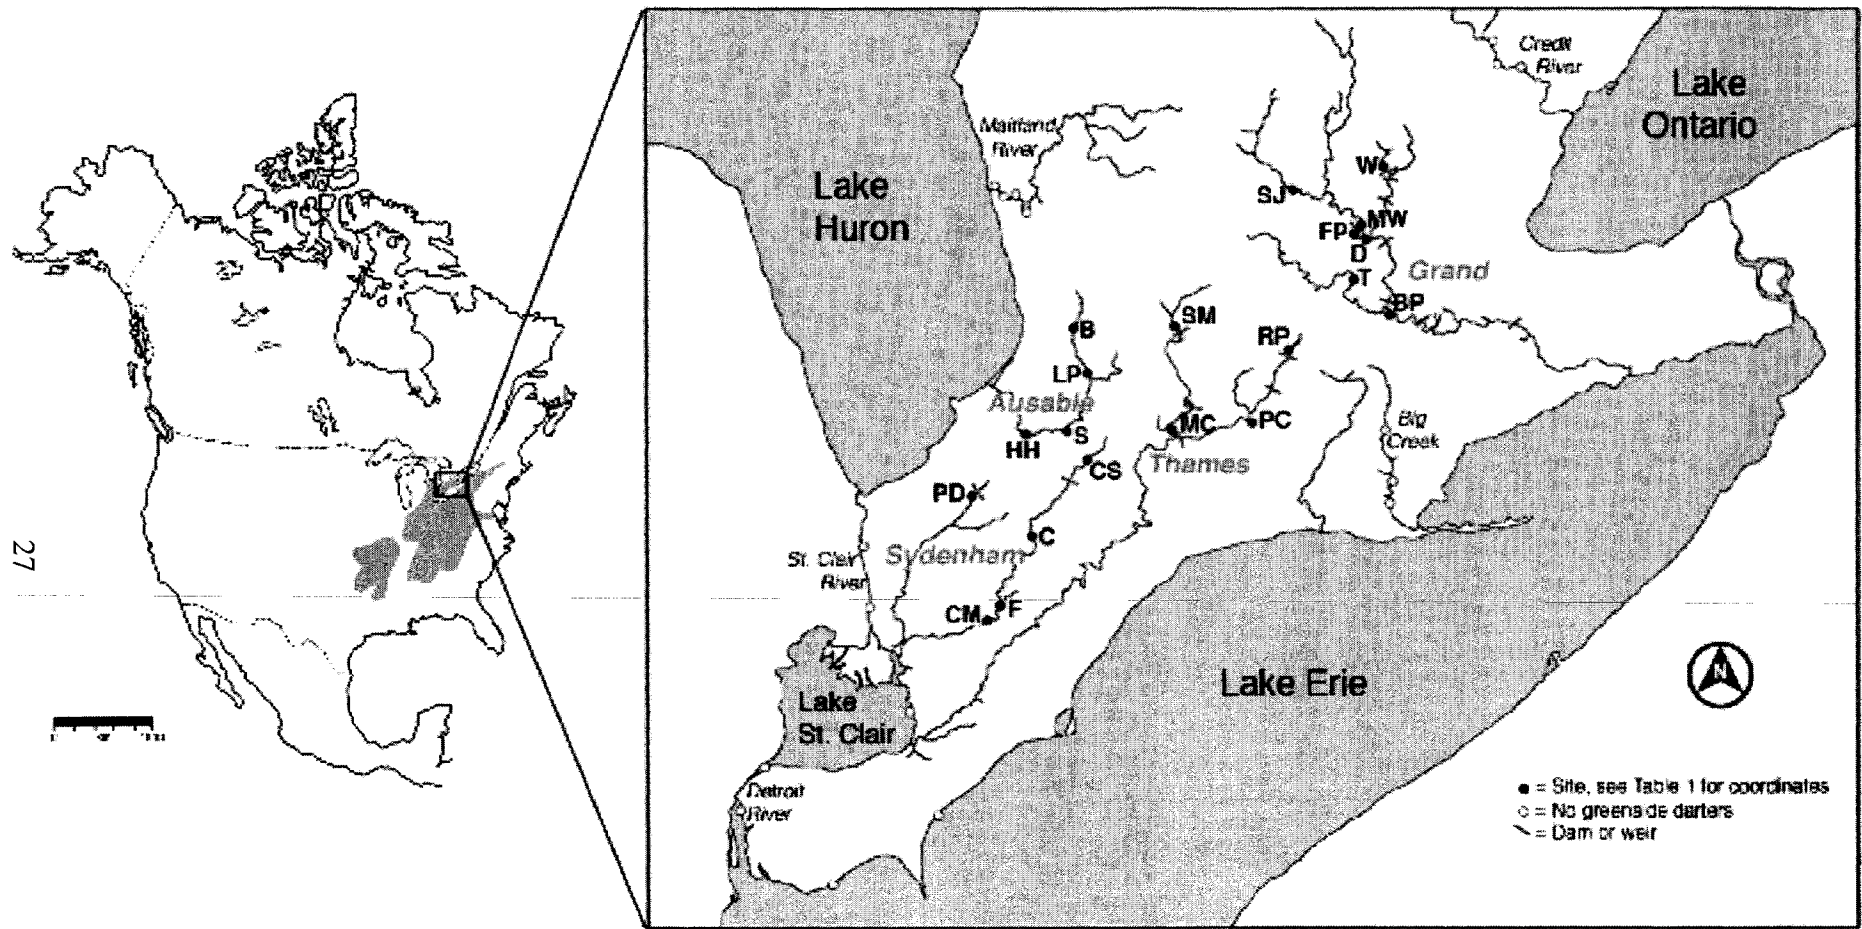 Credit
River
Lake
Ontario
Maitland
River
Lake
Huron
W
SJ
MW
FP
D
T
Grand
BP
B
SM
RP
LP
Ausable
S
MC
PC
Big
Creek
HH
CS
Thames
PD
C
St. Clair
River
Sydenham
F
CM
Lake Erie
N
Lake
St. Clair
Detroit
River
= Site, see Table 1 for coordinates
= No greenside darters
= Dam or weir
27